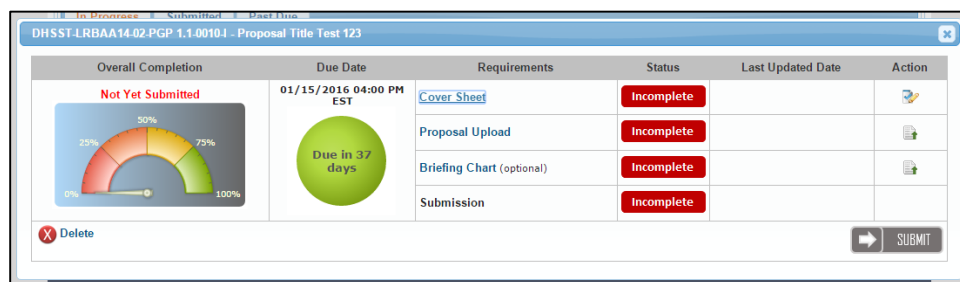 In Progress Submitted Past Due
DHSST-LRBAA14-02-PGP 1.1-0010-I - Proposal Title Test 123
Overall Completion Due Date Requirements Status Last Updated Date Action
Not Yet Submitted
0% 25% 50% 75% 100%
01/15/2016 04:00 PM
EST
Due in 37
days
Cover Sheet Incomplete
Proposal Upload Incomplete
Briefing Chart (optional) Incomplete
Submission Incomplete
Delete
SUBMIT